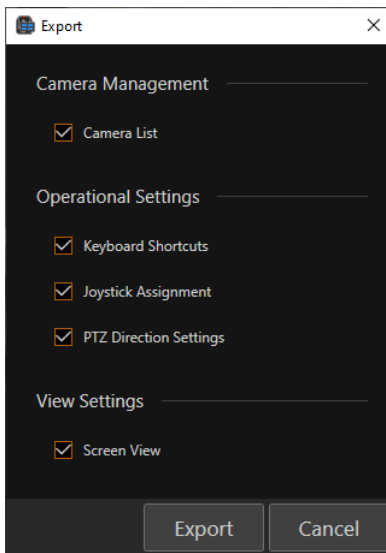 Export
Camera Management
Camera List
Operational Settings
Keyboard Shortcuts
Joystick Assignment
PTZ Direction Settings
View Settings
Screen View
Export Cancel